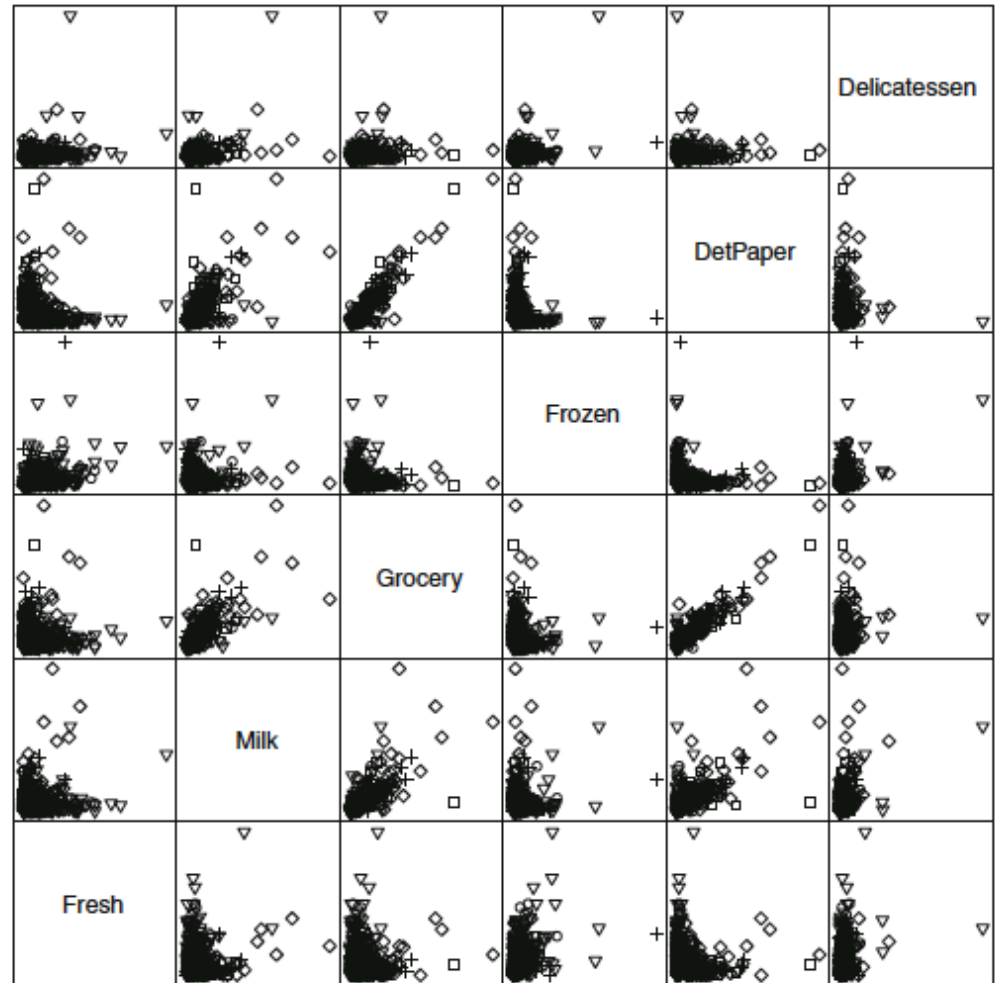 Delicatessen
DetPaper
Frozen
Grocery
Milk
Fresh